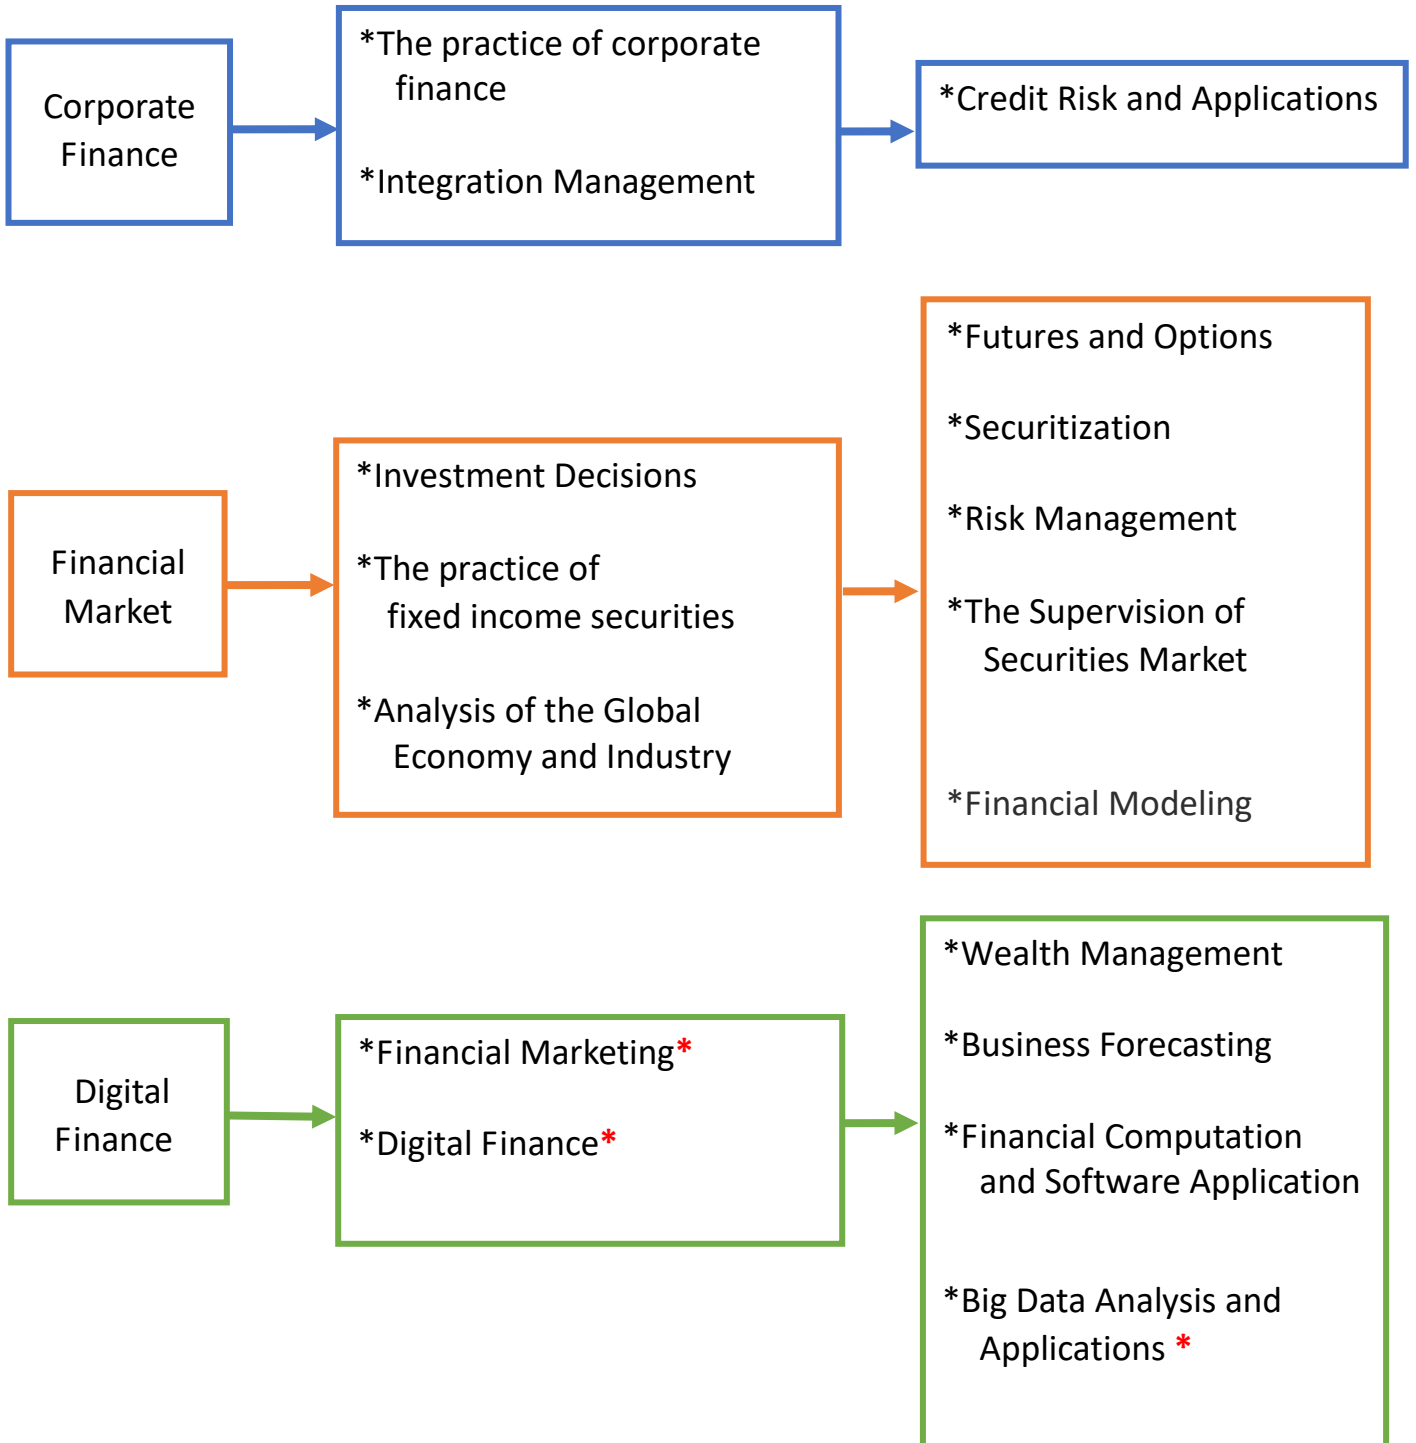 Corporate
Finance
*The practice of corporate
finance
*Integration Management
*Credit Risk and Applications
Financial
Market
*Investment Decisions
*The practice of
fixed income securities
*Analysis of the Global
Economy and Industry
*Futures and Options
*Securitization
*Risk Management
*The Supervision of
Securities Market
*Financial Modeling
Digital
Finance
*Financial Marketing*
*Digital Finance*
*Wealth Management
*Business Forecasting
*Financial Computation
and Software Application
*Big Data Analysis and
Applications *